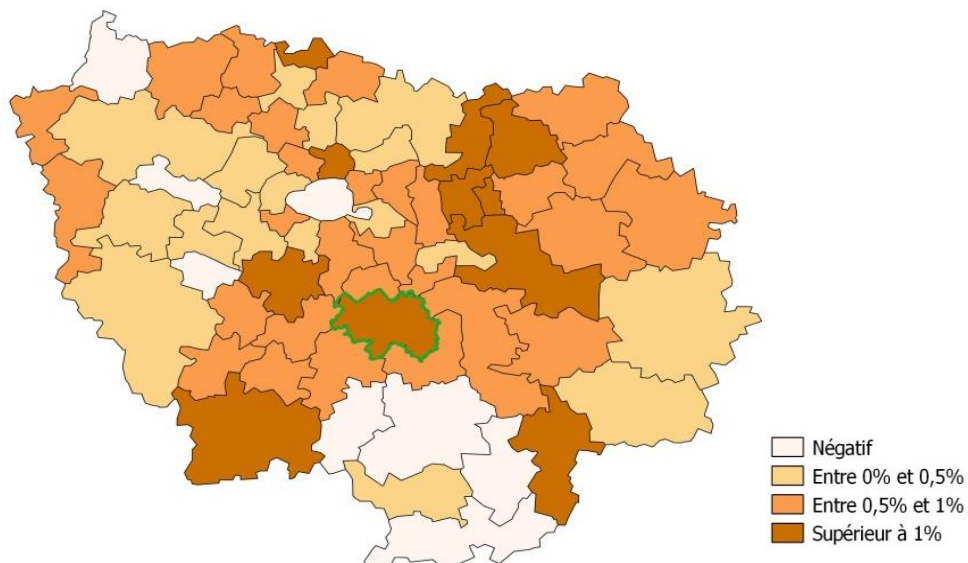 Négatif
Entre 0% et 0,5%
Entre 0,5% et 1%
Supérieur à 1%